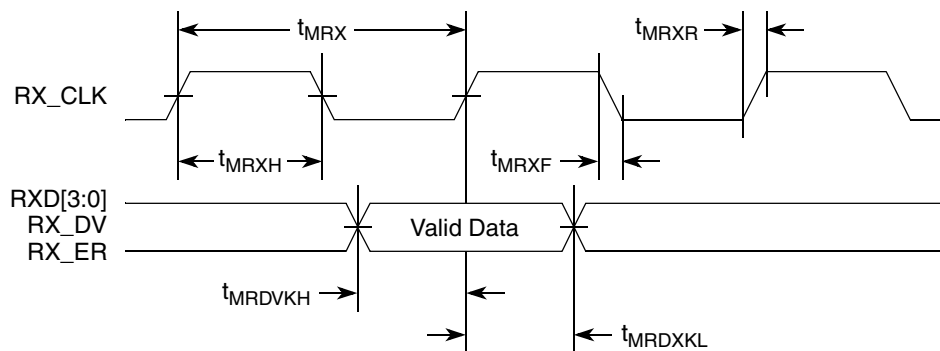 tMRX
tMRXR
RX_CLK
tMRXH
tMRXF
RXD[3:0]
RX_DV
Valid Data
RX_ER
tMRDVKH
tMRDXKL